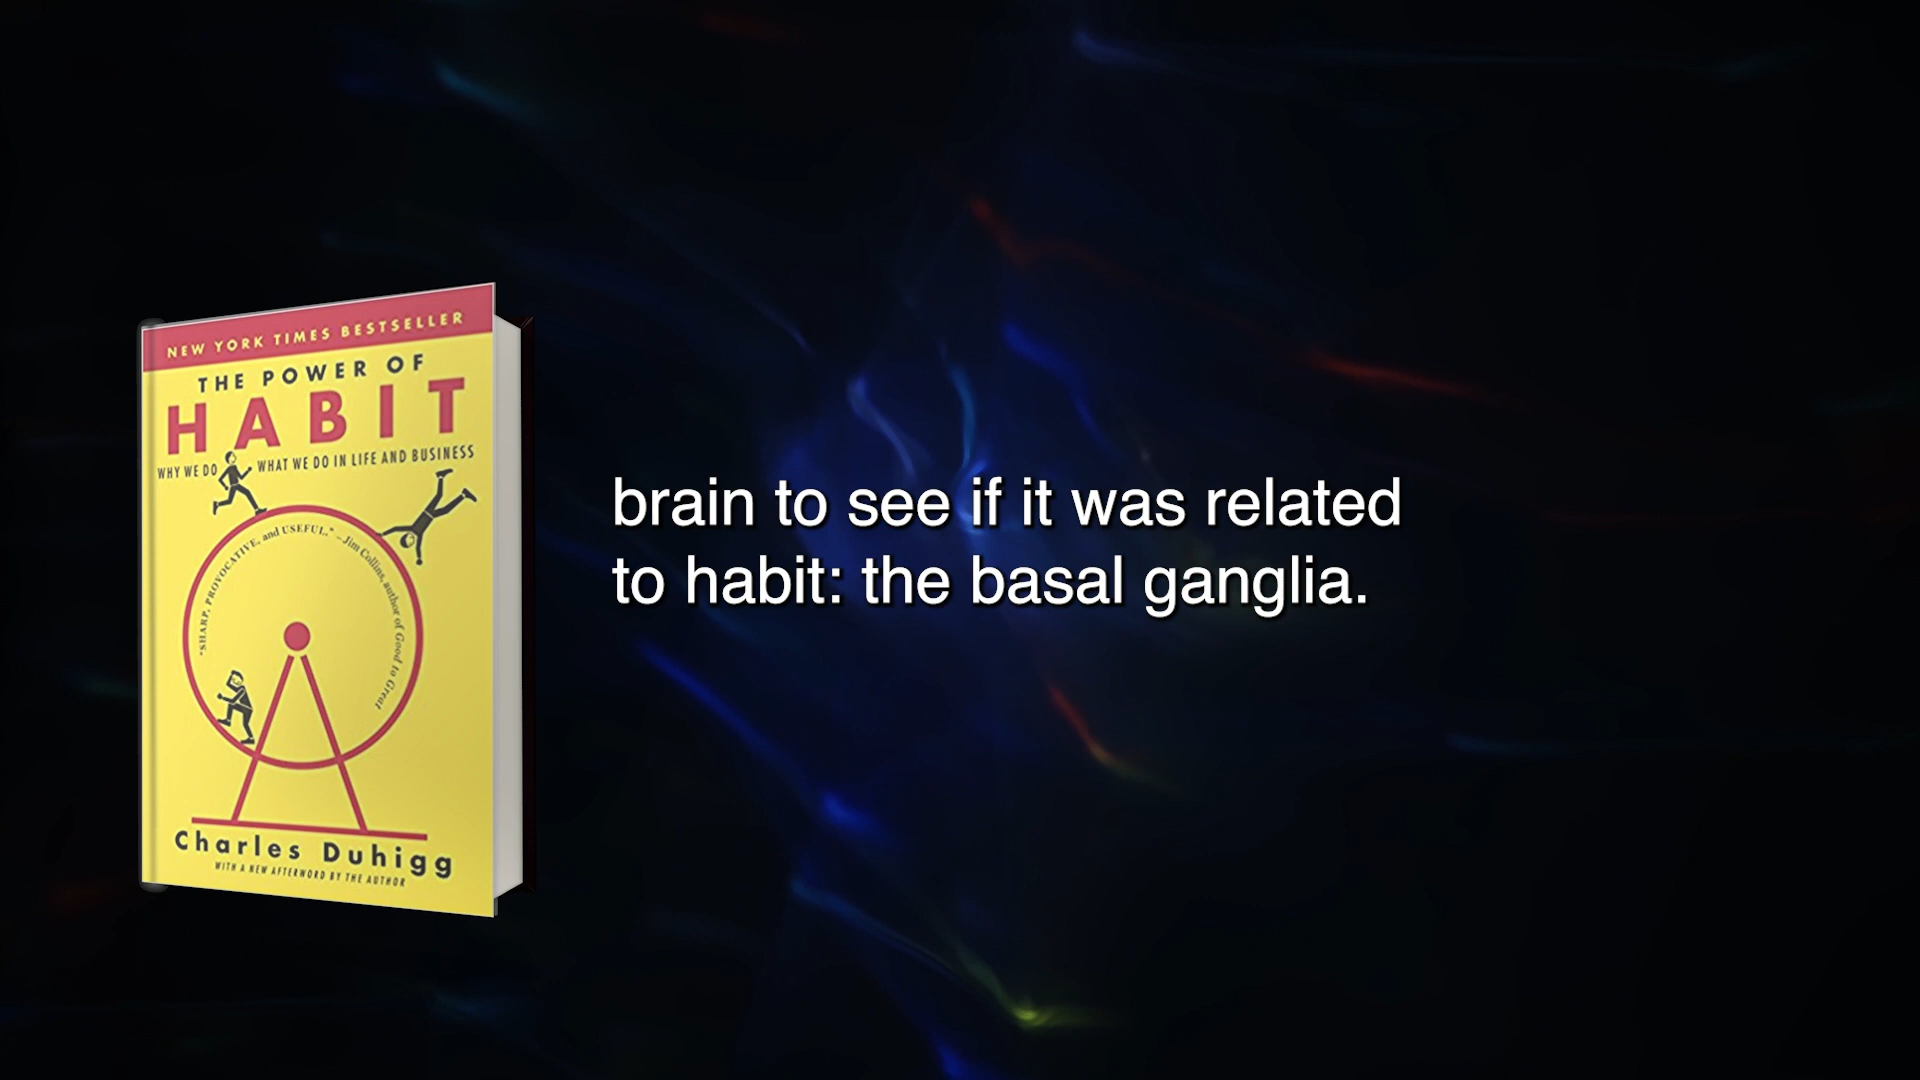 NEW YORK TIMES BESTSELLER
THE POWER OF
HABIT
WHY WE DO WHAT WE DO IN LIFE AND BUSINESS
"SHARP, PROVOCATIVE, and USEFUL." –Jim Collins, author of Good to Great
Charles Duhigg
WITH A NEW AFTERWORD BY THE AUTHOR
brain to see if it was related
to habit: the basal ganglia.